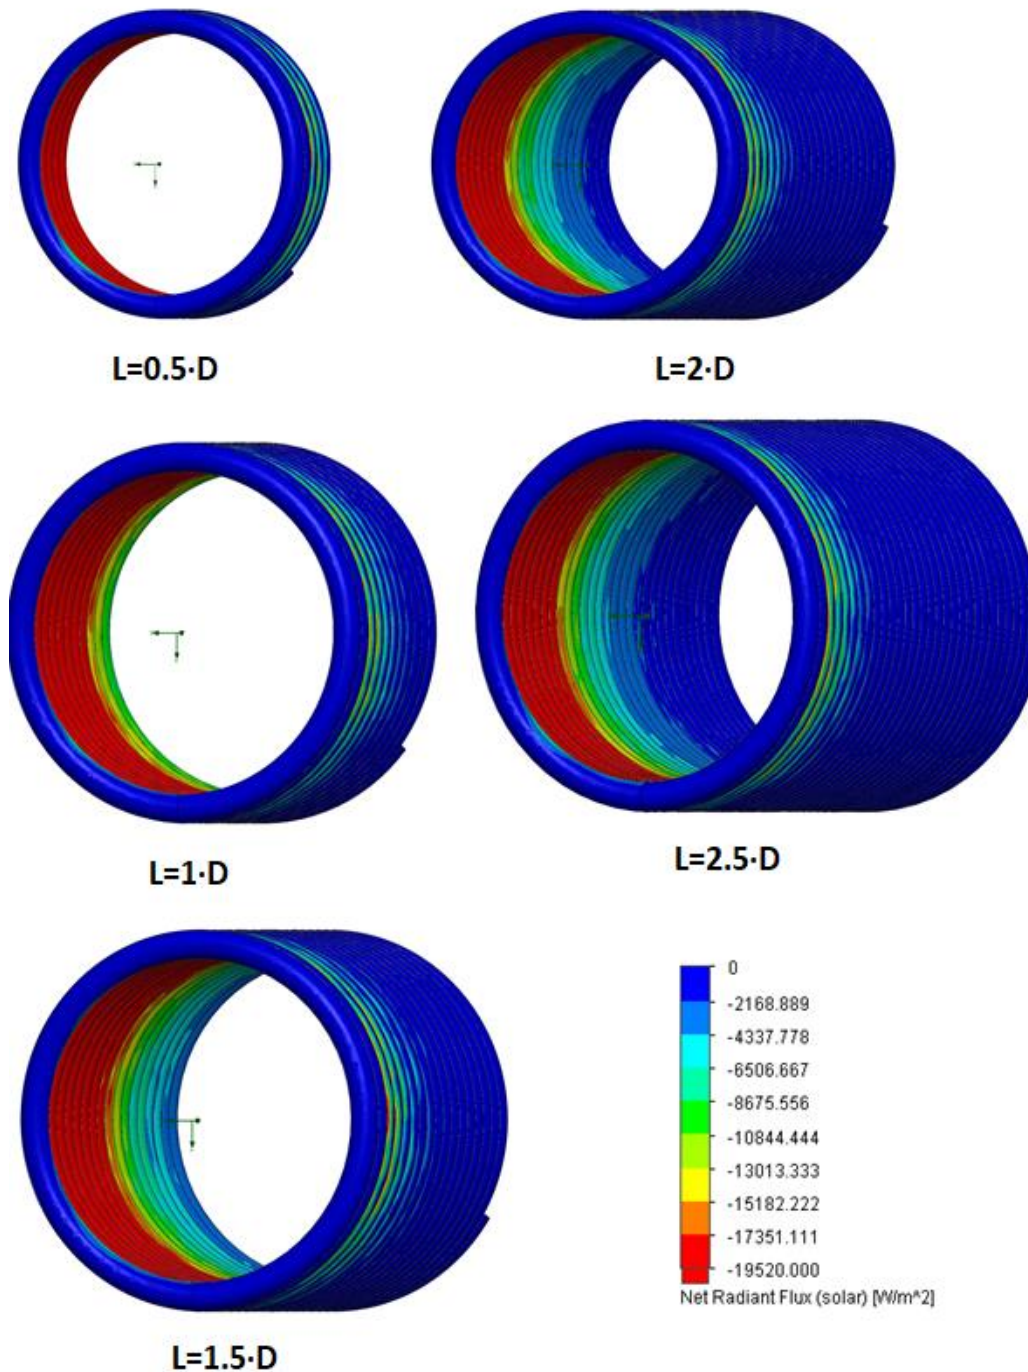 L=0.5·D
L=2·D
L=1·D
L=2.5·D
L=1.5·D
0
-2168.889
-4337.778
-6506.667
-8675.556
-10844.444
-13013.333
-15182.222
-17351.111
-19520.000
Net Radiant Flux (solar) [W/m^2]